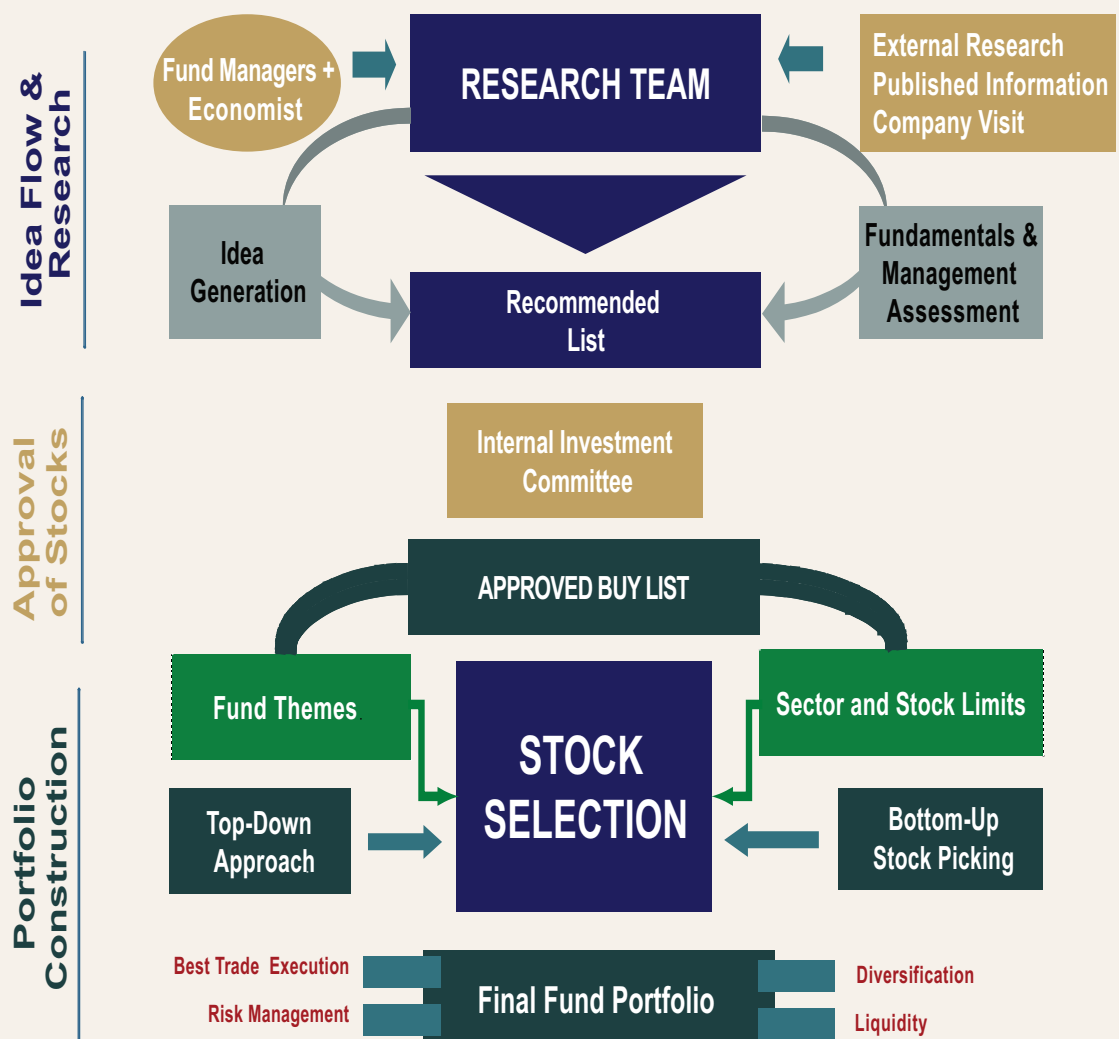 Idea Flow &
Research
Fund Managers +
Economist
RESEARCH TEAM
External Research
Published Information
Company Visit
Idea
Generation
Recommended
List
Fundamentals &
Management
Assessment
Approval
of Stocks
Internal Investment
Committee
APPROVED BUY LIST
Portfolio
Construction
Fund Themes
STOCK
SELECTION
Sector and Stock Limits
Top-Down
Approach
Bottom-Up
Stock Picking
Best Trade Execution
Risk Management
Final Fund Portfolio
Diversification
Liquidity